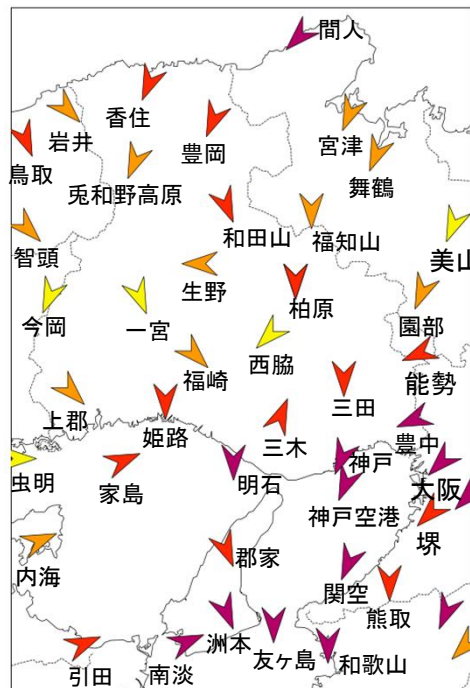 間人
香住
岩井
豊岡
宮津
鳥取
兎和野高原
舞鶴
和田山
福知山
智頭
美山
生野
柏原
今岡
一宮
園部
西脇
福崎
能勢
上郡
三田
姫路
三木
豊中
虫明
家島
明石
神戸
大阪
神戸空港
堺
郡家
内海
関空
熊取
洲本
友ヶ島
和歌山
引田
南淡